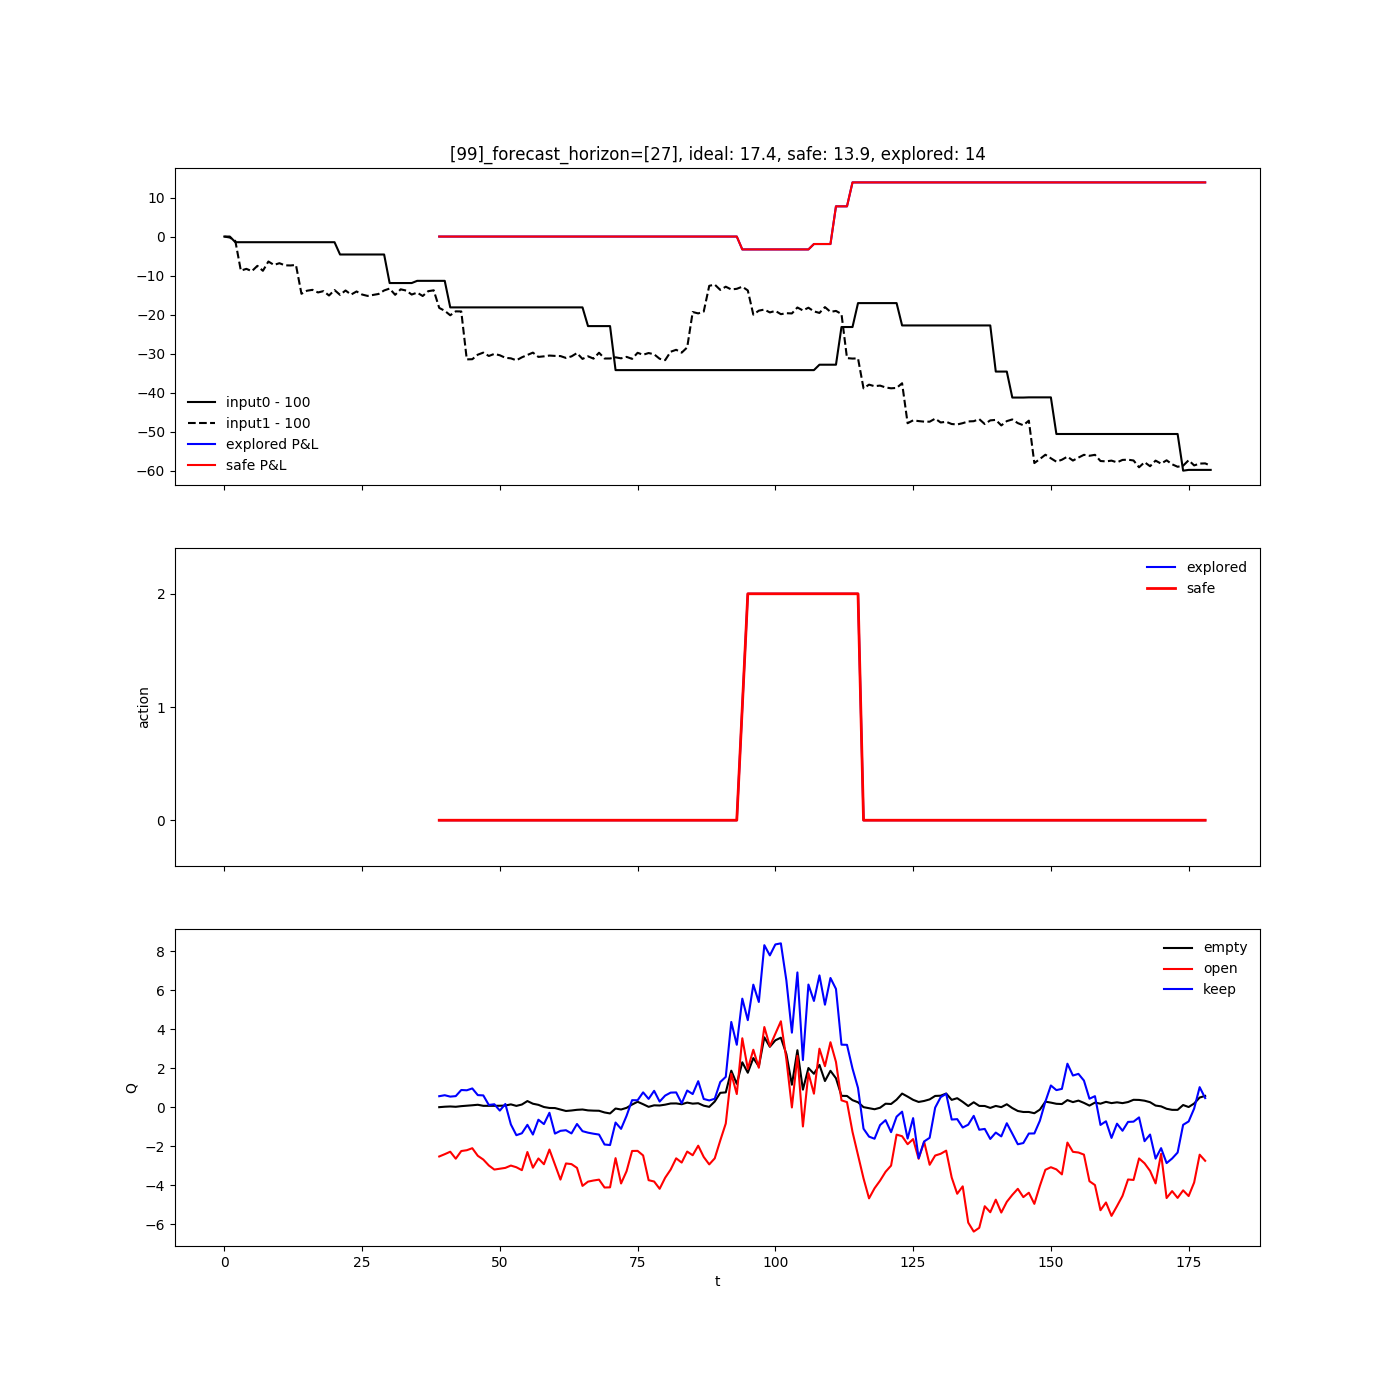 [99]_forecast_horizon=[27], ideal: 17.4, safe: 13.9, explored: 14
10
0
−10
−20
−30
−40
−50
−60
input0 - 100
input1 - 100
explored P&L
safe P&L
2
1
0
action
explored
safe
8
6
4
2
0
−2
−4
−6
Q
empty
open
keep
0 25 50 75 100 125 150 175
t